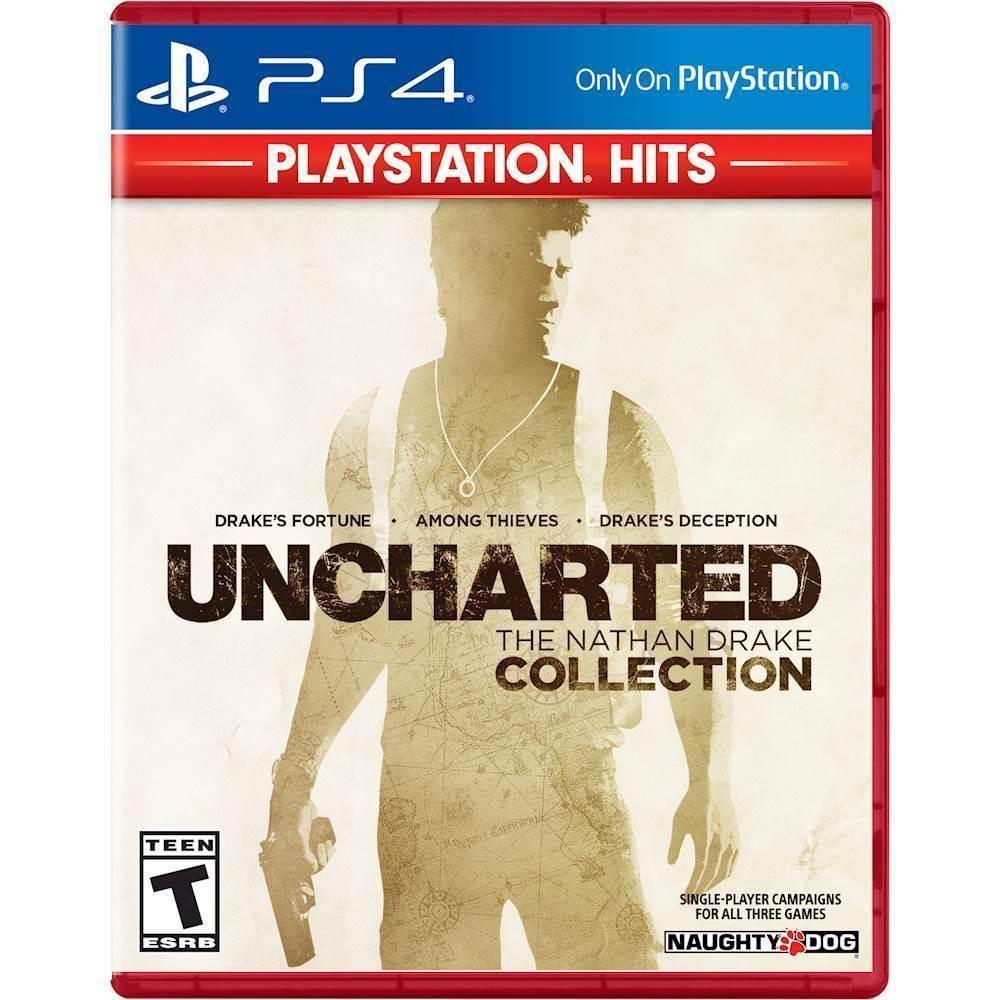 PS4
Only On PlayStation®
PLAYSTATION® HITS
DRAKE'S FORTUNE • AMONG THIEVES • DRAKE'S DECEPTION
UNCHARTED
THE NATHAN DRAKE
COLLECTION
TEEN
T
ESRB
SINGLE-PLAYER CAMPAIGNS
FOR ALL THREE GAMES
NAUGHTY DOG